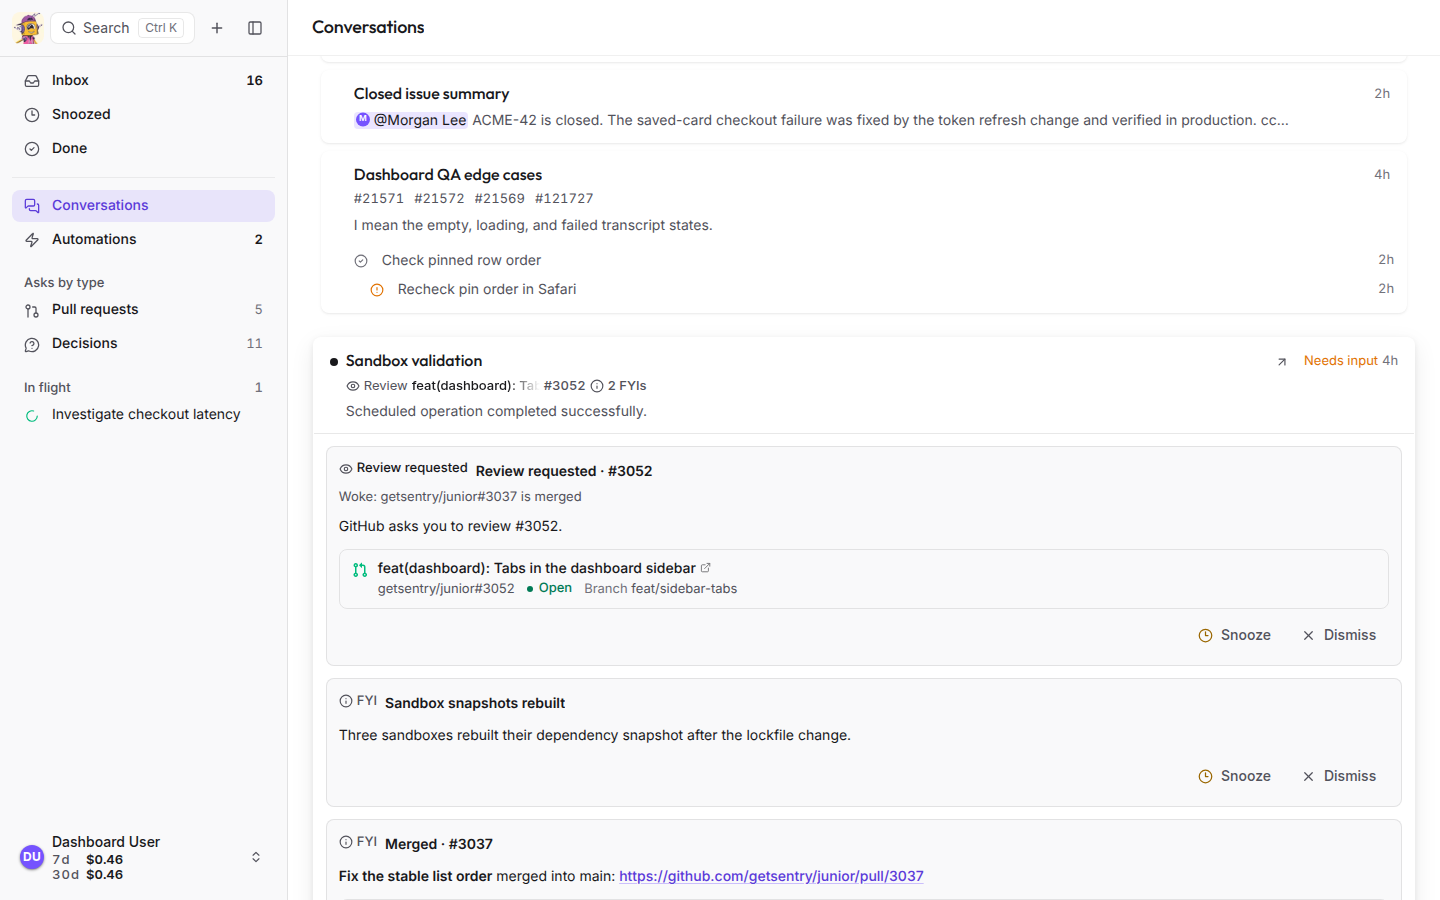 Search Ctrl K
Inbox 16
Snoozed
Done
Conversations
Automations 2
Asks by type
Pull requests 5
Decisions 11
In flight 1
Investigate checkout latency
DU Dashboard User
7d $0.46
30d $0.46
Conversations
Closed issue summary 2h
M @Morgan Lee ACME-42 is closed. The saved-card checkout failure was fixed by the token refresh change and verified in production. cc...
Dashboard QA edge cases 4h
#21571 #21572 #21569 #121727
I mean the empty, loading, and failed transcript states.
Check pinned row order 2h
Recheck pin order in Safari 2h
Sandbox validation Needs input 4h
Review feat(dashboard): Tab #3052 2 FYIs
Scheduled operation completed successfully.
Review requested Review requested · #3052
Woke: getsentry/junior#3037 is merged
GitHub asks you to review #3052.
feat(dashboard): Tabs in the dashboard sidebar
getsentry/junior#3052 Open Branch feat/sidebar-tabs
Snooze Dismiss
FYI Sandbox snapshots rebuilt
Three sandboxes rebuilt their dependency snapshot after the lockfile change.
Snooze Dismiss
FYI Merged · #3037
Fix the stable list order merged into main: https://github.com/getsentry/junior/pull/3037